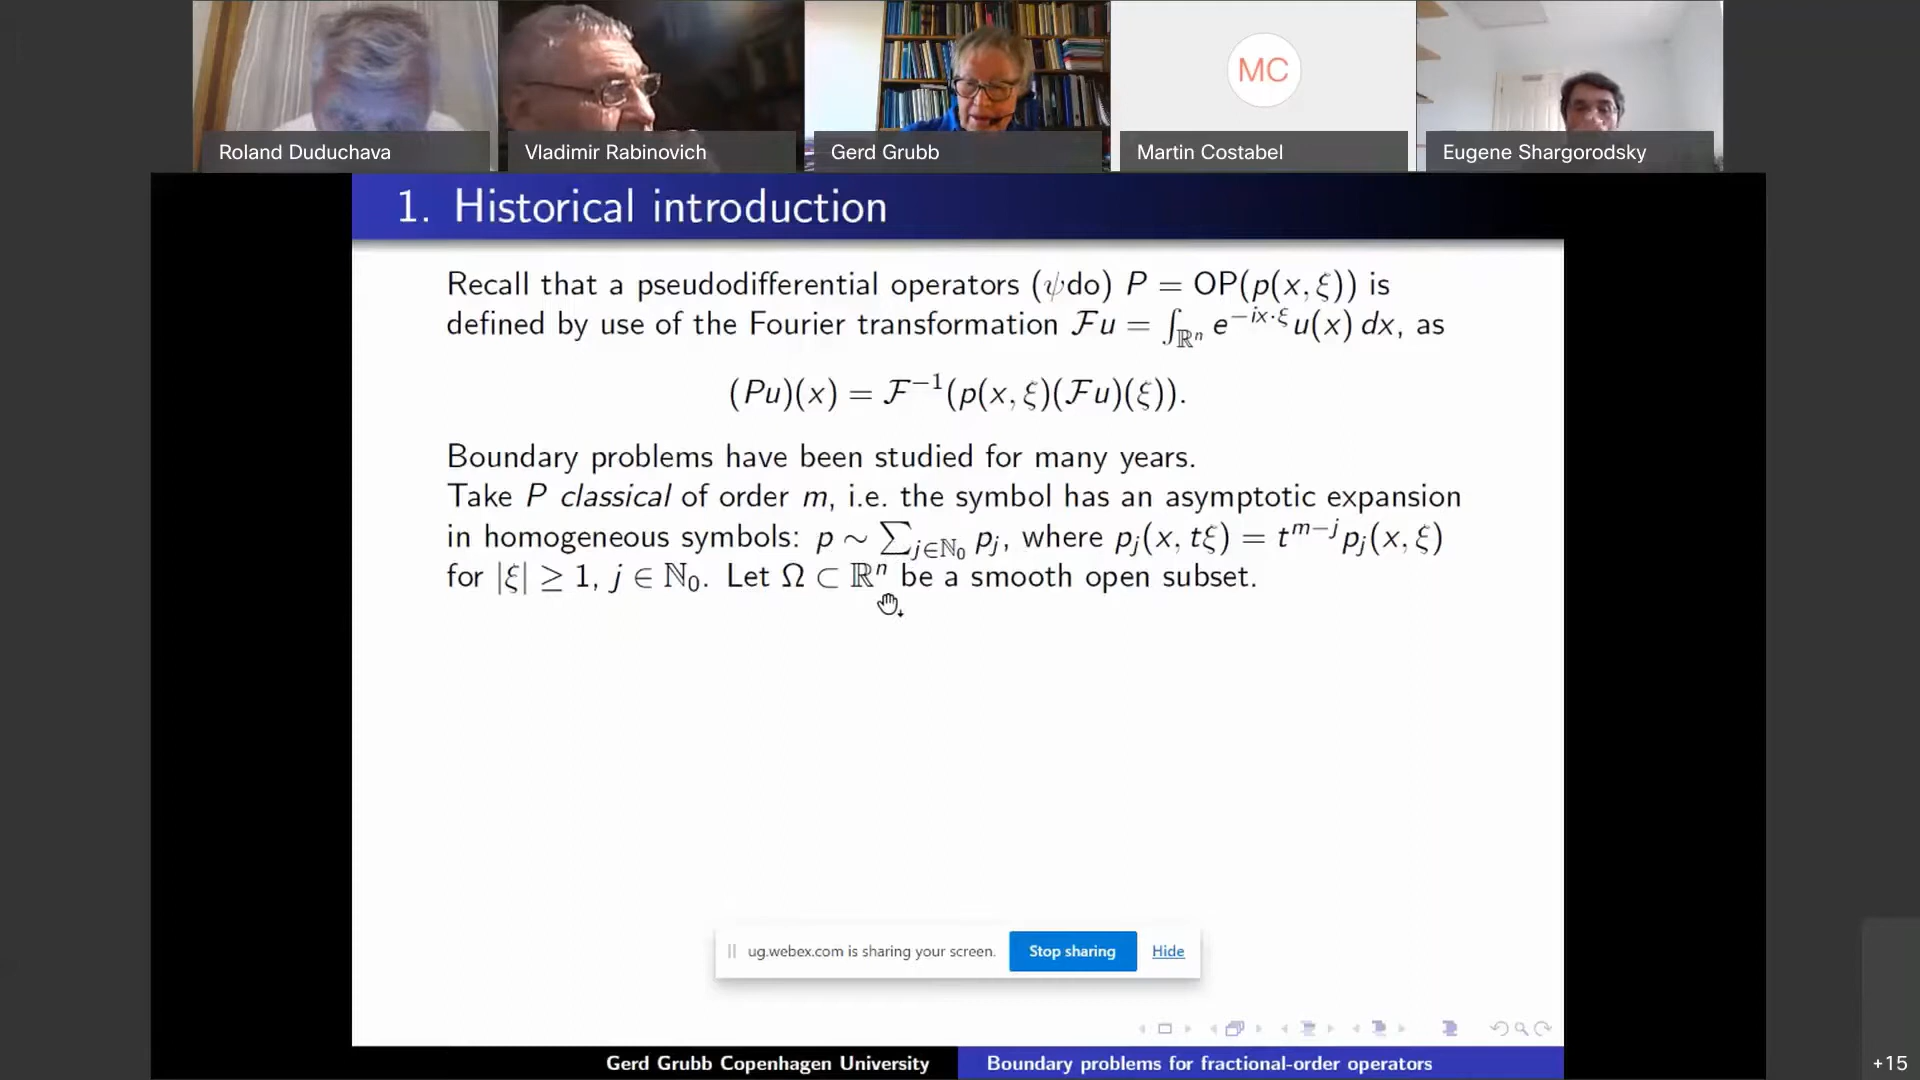 Roland Duduchava
Vladimir Rabinovich
Gerd Grubb
MC
Martin Costabel
Eugene Shargorodsky
1. Historical introduction
Recall that a pseudodifferential operators (ψdo) P = OP(p(x, ξ)) is
defined by use of the Fourier transformation ℱu = ∫_{ℝⁿ} e^{−ix·ξ} u(x) dx, as
(Pu)(x) = ℱ⁻¹(p(x, ξ)(ℱu)(ξ)).
Boundary problems have been studied for many years.
Take P classical of order m, i.e. the symbol has an asymptotic expansion
in homogeneous symbols: p ∼ ∑_{j∈ℕ₀} p_j, where p_j(x, tξ) = t^{m−j} p_j(x, ξ)
for |ξ| ≥ 1, j ∈ ℕ₀. Let Ω ⊂ ℝⁿ be a smooth open subset.
ug.webex.com is sharing your screen.
Stop sharing
Hide
Gerd Grubb Copenhagen University
Boundary problems for fractional-order operators
+15